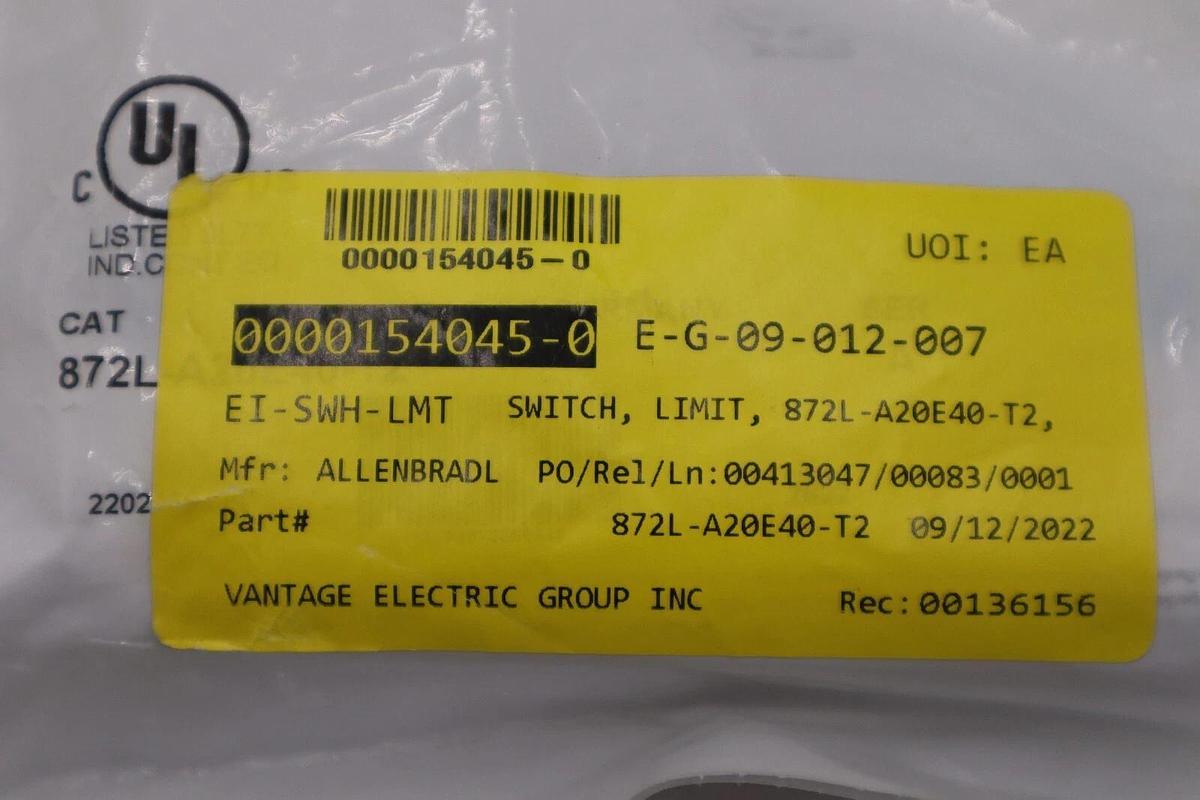 UL
C
LISTE
IND.C
CAT
872L
2202
0000154045-0
UOI: EA
0000154045-0 E-G-09-012-007
EI-SWH-LMT SWITCH, LIMIT, 872L-A20E40-T2,
Mfr: ALLENBRADL PO/Rel/Ln:00413047/00083/0001
Part# 872L-A20E40-T2 09/12/2022
VANTAGE ELECTRIC GROUP INC Rec:00136156